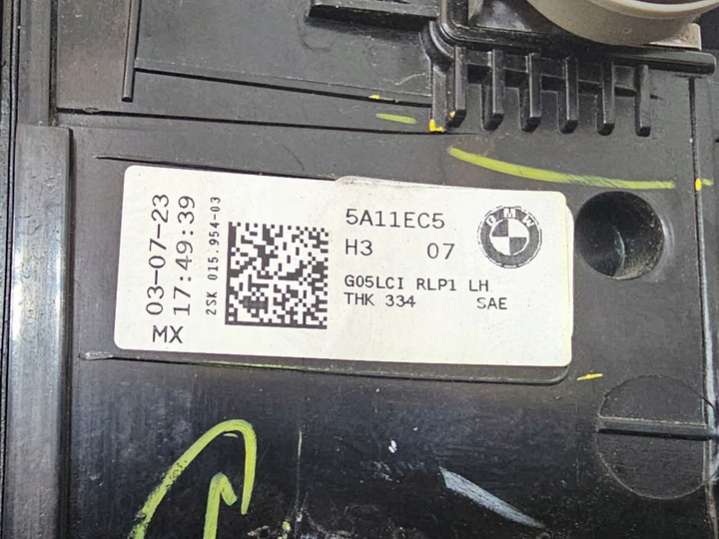 MX 03-07-23
17:49:39
2SK 015.954-03
5A11EC5
H3 07
BMW
G05LCI RLP1 LH
THK 334 SAE